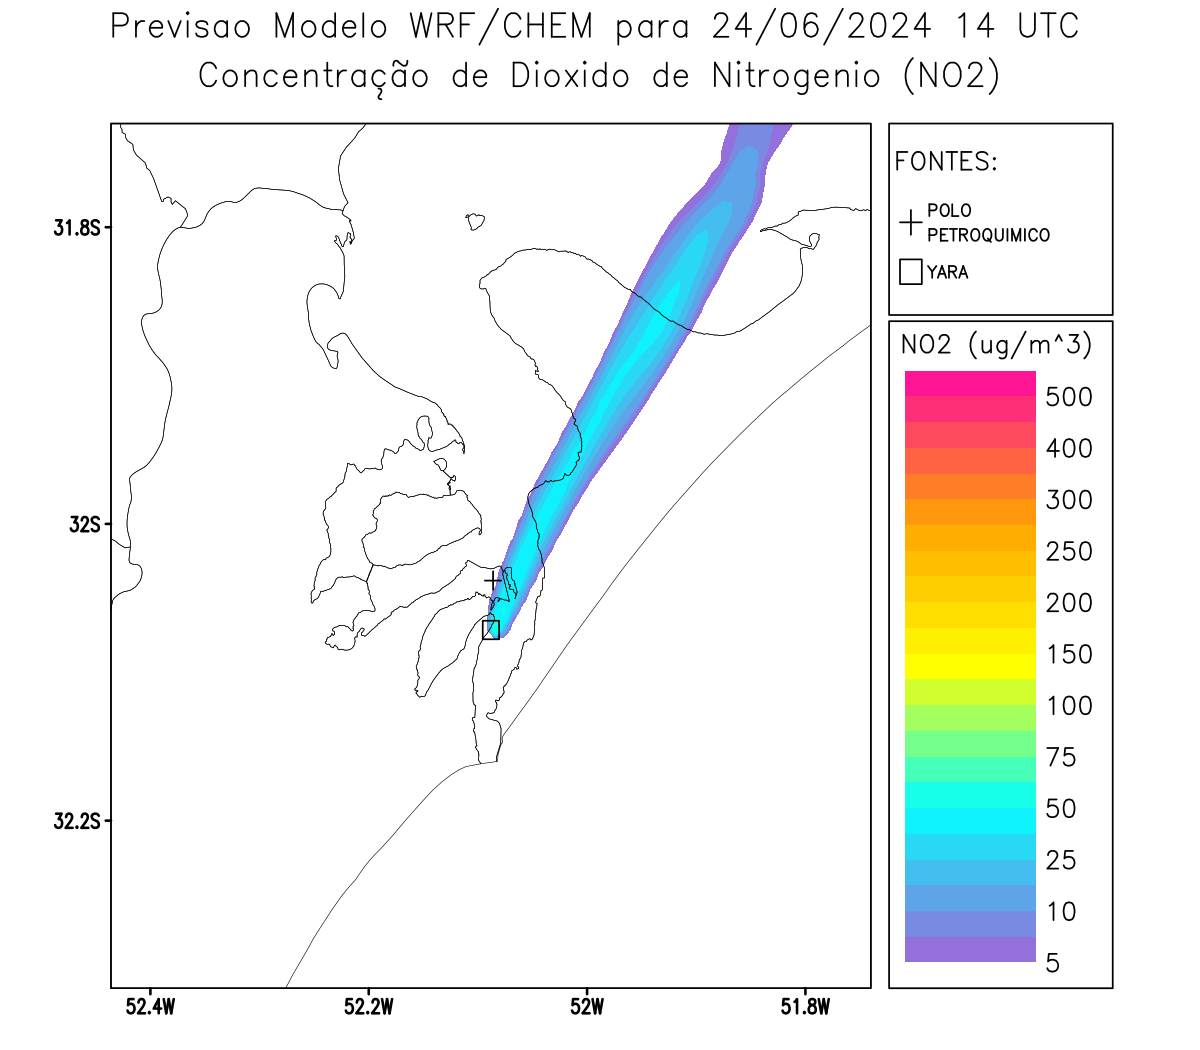 Previsao Modelo WRF/CHEM para 24/06/2024 14 UTC
Concentração de Dioxido de Nitrogenio (NO2)
FONTES:
POLO
PETROQUIMICO
YARA
31.8S
32S
32.2S
52.4W
52.2W
52W
51.8W
NO2 (ug/m^3)
500
400
300
250
200
150
100
75
50
25
10
5